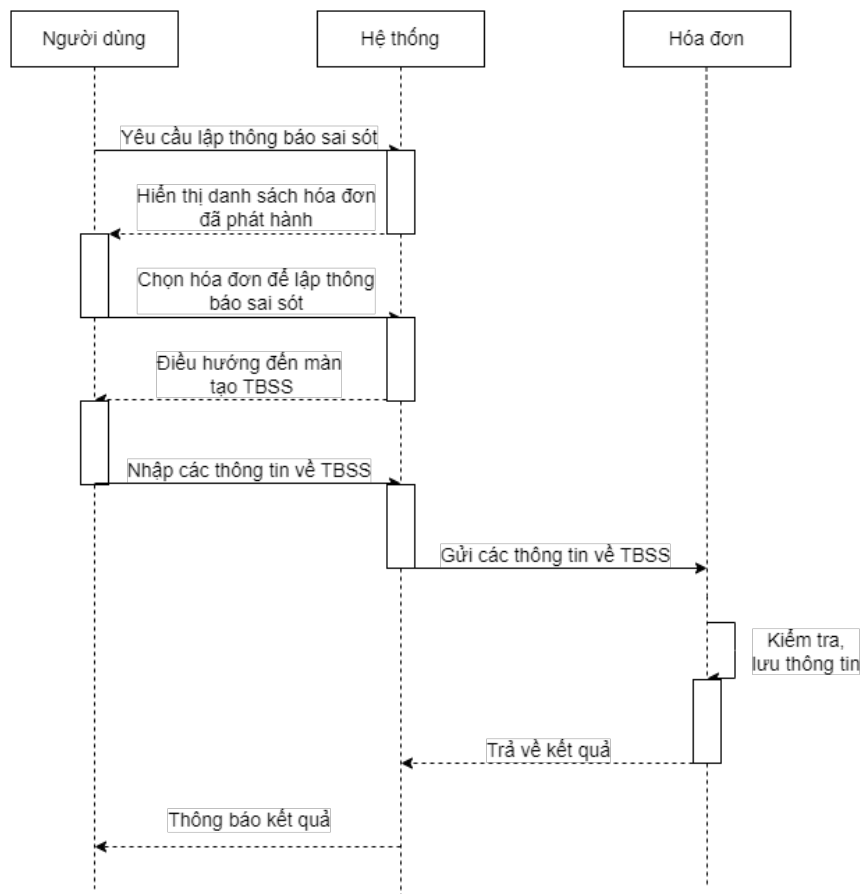 Người dùng
Hệ thống
Hóa đơn
Yêu cầu lập thông báo sai sót
Hiển thị danh sách hóa đơn
đã phát hành
Chọn hóa đơn để lập thông
báo sai sót
Điều hướng đến màn
tạo TBSS
Nhập các thông tin về TBSS
Gửi các thông tin về TBSS
Kiểm tra,
lưu thông tin
Trả về kết quả
Thông báo kết quả